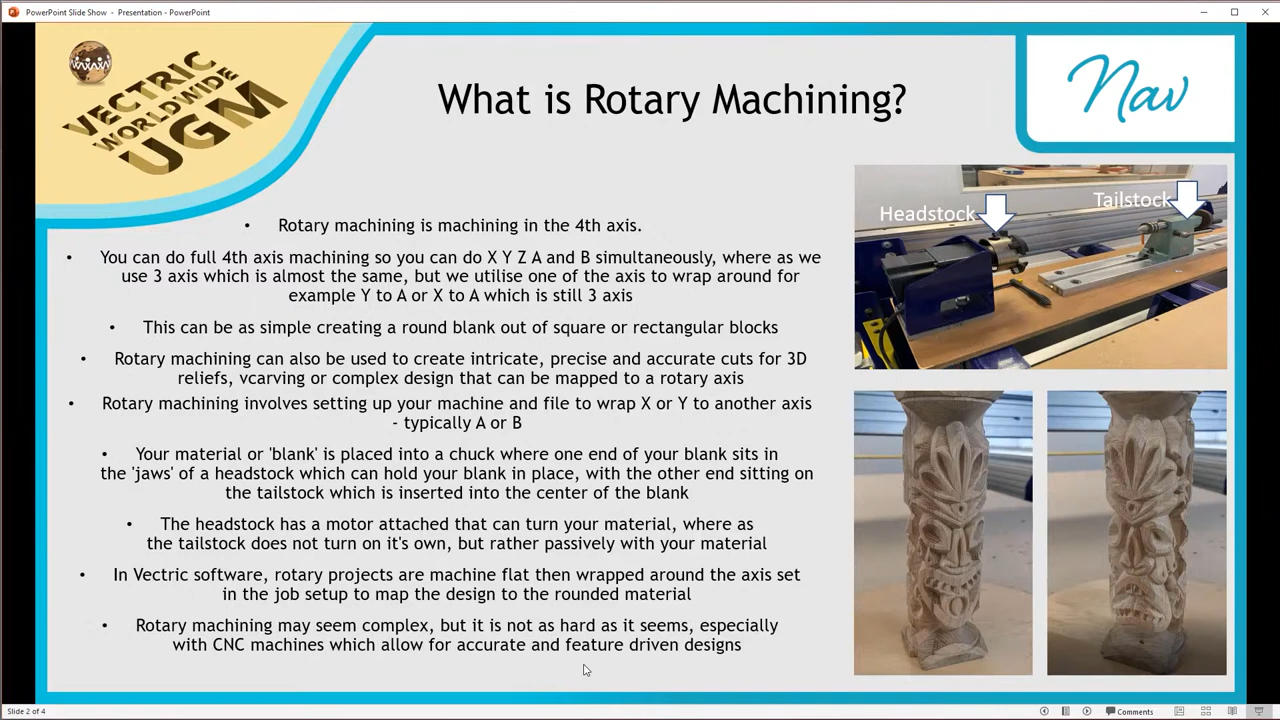 PowerPoint Slide Show - Presentation - PowerPoint
VECTRIC
WORLDWIDE
UGM
What is Rotary Machining?
Nav
Headstock
Tailstock
• Rotary machining is machining in the 4th axis.
• You can do full 4th axis machining so you can do X Y Z A and B simultaneously, where as we
use 3 axis which is almost the same, but we utilise one of the axis to wrap around for
example Y to A or X to A which is still 3 axis
• This can be as simple creating a round blank out of square or rectangular blocks
• Rotary machining can also be used to create intricate, precise and accurate cuts for 3D
reliefs, vcarving or complex design that can be mapped to a rotary axis
• Rotary machining involves setting up your machine and file to wrap X or Y to another axis
- typically A or B
• Your material or 'blank' is placed into a chuck where one end of your blank sits in
the 'jaws' of a headstock which can hold your blank in place, with the other end sitting on
the tailstock which is inserted into the center of the blank
• The headstock has a motor attached that can turn your material, where as
the tailstock does not turn on it's own, but rather passively with your material
• In Vectric software, rotary projects are machine flat then wrapped around the axis set
in the job setup to map the design to the rounded material
• Rotary machining may seem complex, but it is not as hard as it seems, especially
with CNC machines which allow for accurate and feature driven designs
Slide 2 of 4
Comments